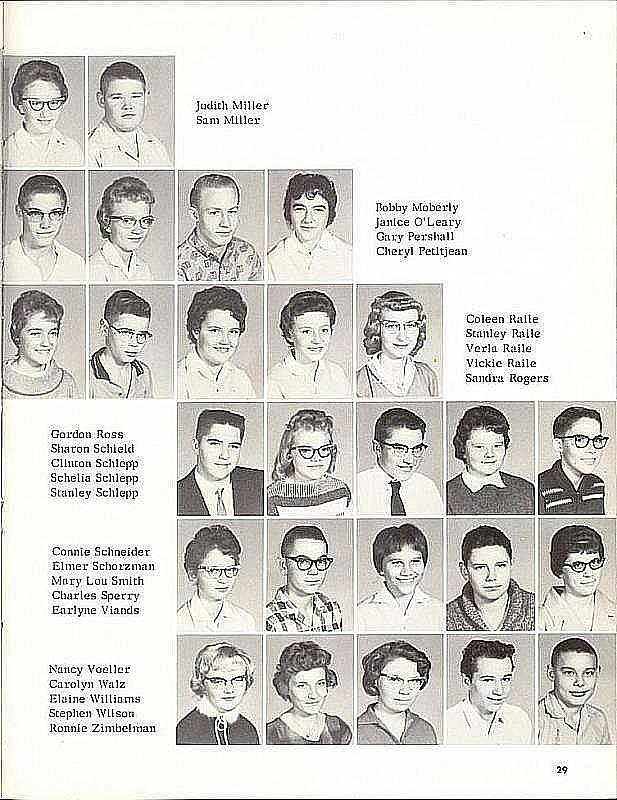 Judith Miller
Sam Miller
Bobby Moberly
Janice O'Leary
Gary Pershall
Cheryl Petitjean
Coleen Raile
Stanley Raile
Verla Raile
Vickie Raile
Sandra Rogers
Gordon Ross
Sharon Schield
Clinton Schlepp
Schelia Schlepp
Stanley Schlepp
Connie Schneider
Elmer Schorzman
Mary Lou Smith
Charles Sperry
Earlyne Viands
Nancy Voeller
Carolyn Walz
Elaine Williams
Stephen Wilson
Ronnie Zimbelman
29